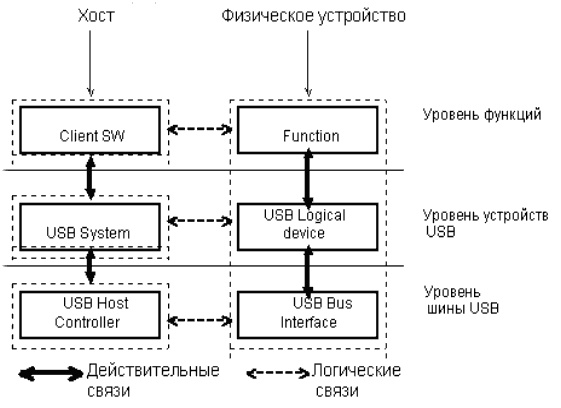 Хост
Физическое устройство
Client SW
Function
Уровень функций
USB System
USB Logical
device
Уровень устройств
USB
USB Host
Controller
USB Bus
Interface
Уровень
шины USB
Действительные
связи
Логические
связи